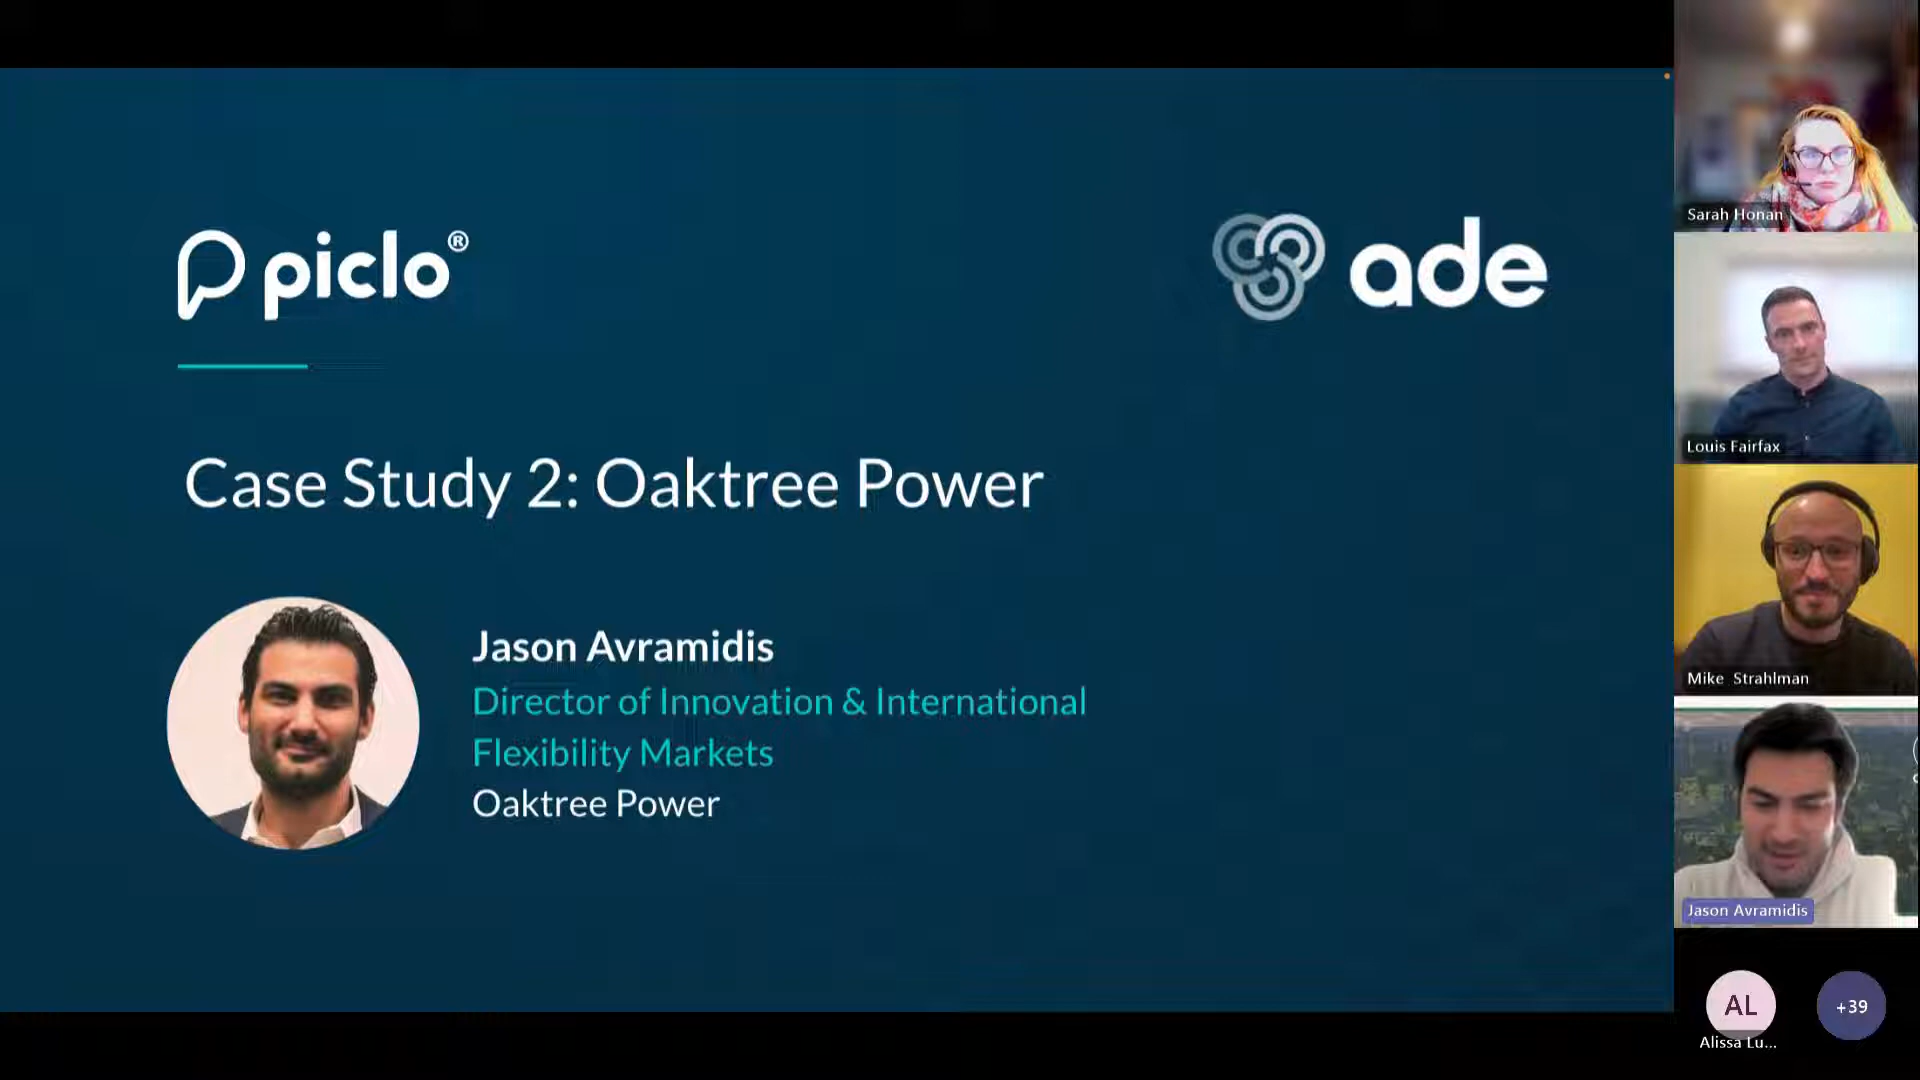 piclo®
ade
Case Study 2: Oaktree Power
Jason Avramidis
Director of Innovation & International
Flexibility Markets
Oaktree Power
Sarah Honan
Louis Fairfax
Mike Strahlman
Jason Avramidis
AL
+39
Alissa Lu...